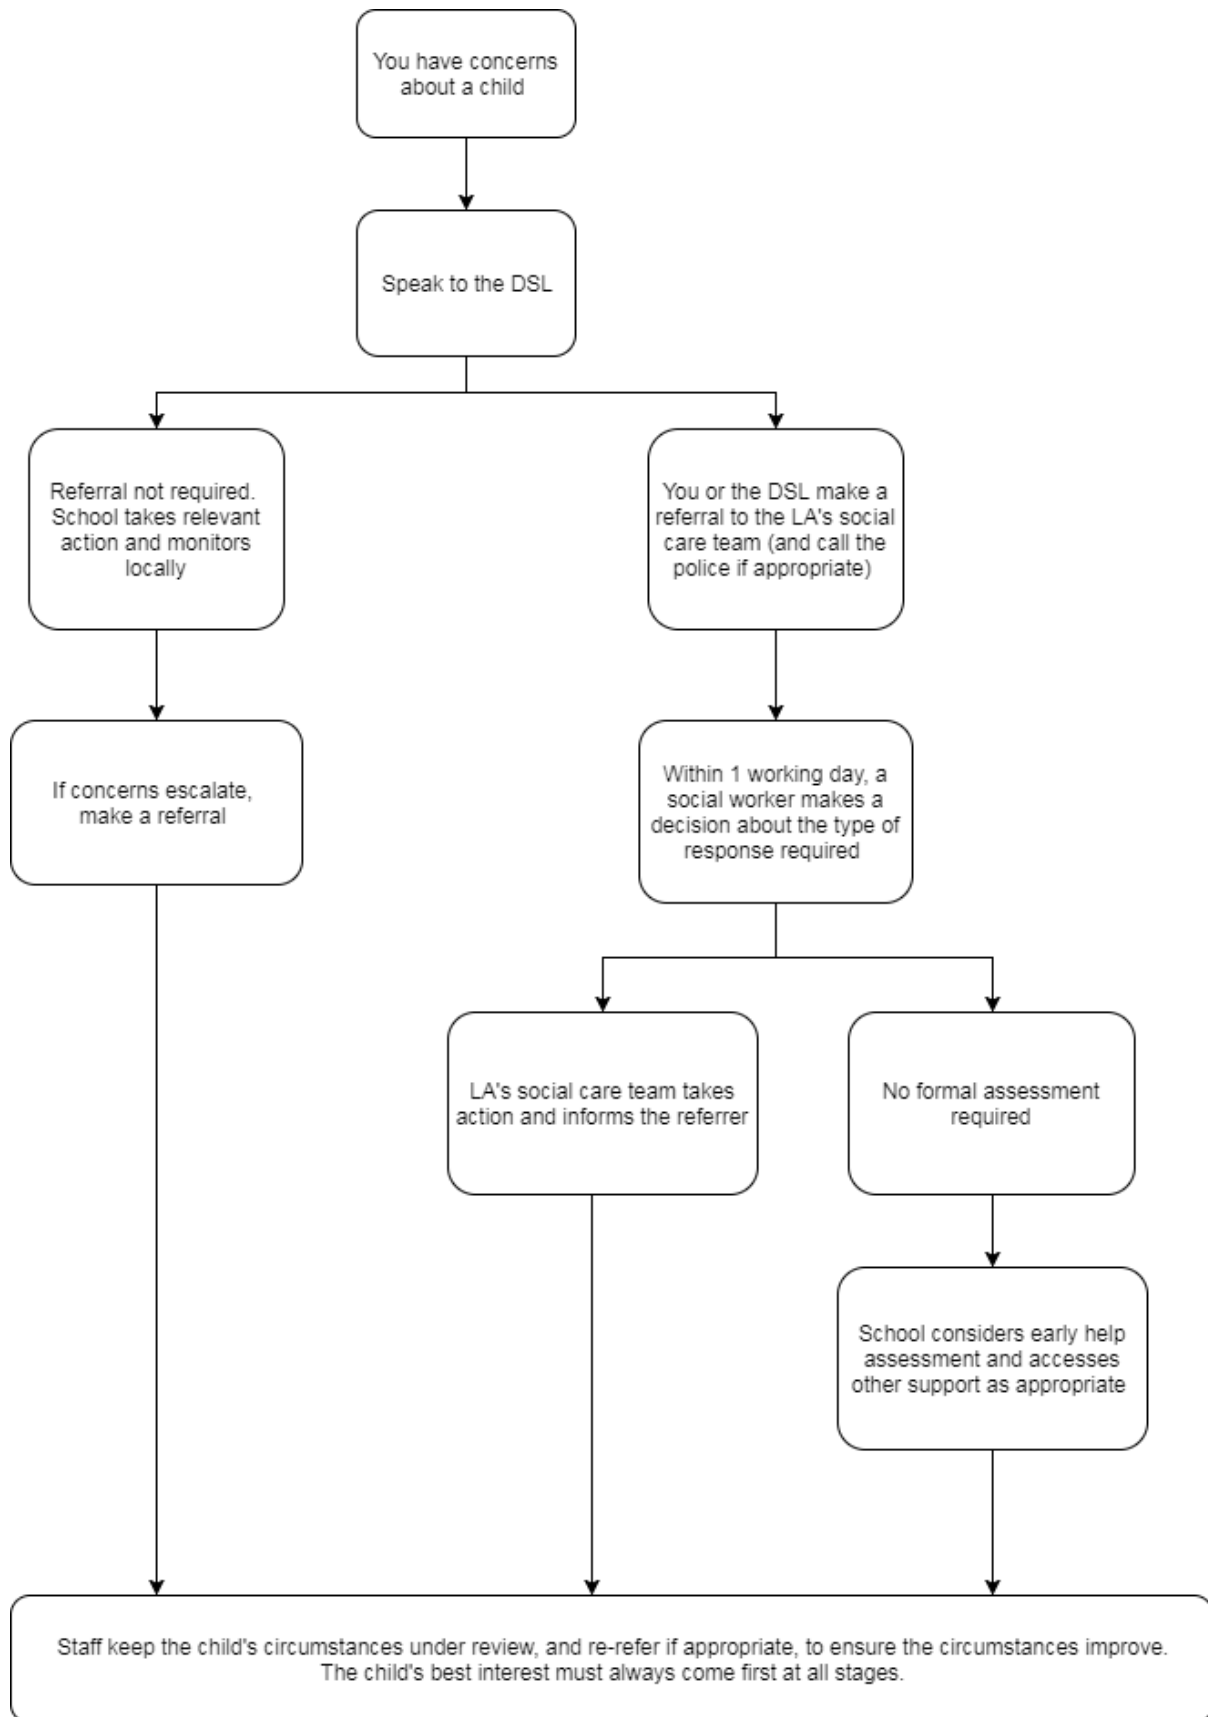 You have concerns
about a child
Speak to the DSL
Referral not required.
School takes relevant
action and monitors
locally
You or the DSL make a
referral to the LA's social
care team (and call the
police if appropriate)
If concerns escalate,
make a referral
Within 1 working day, a
social worker makes a
decision about the type of
response required
LA's social care team takes
action and informs the referrer
No formal assessment
required
School considers early help
assessment and accesses
other support as appropriate
Staff keep the child's circumstances under review, and re-refer if appropriate, to ensure the circumstances improve.
The child's best interest must always come first at all stages.